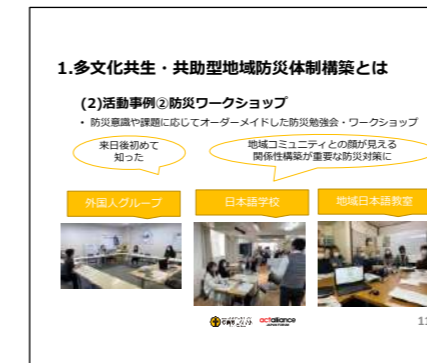 1.多文化共生・共助型地域防災体制構築とは
(2)活動事例②防災ワークショップ
• 防災意識や課題に応じてオーダーメイドした防災勉強会・ワークショップ
来日後初めて
知った
地域コミュニティとの顔が見える
関係性構築が重要な防災対策に
外国人グループ
日本語学校
地域日本語教室
actalliance
11